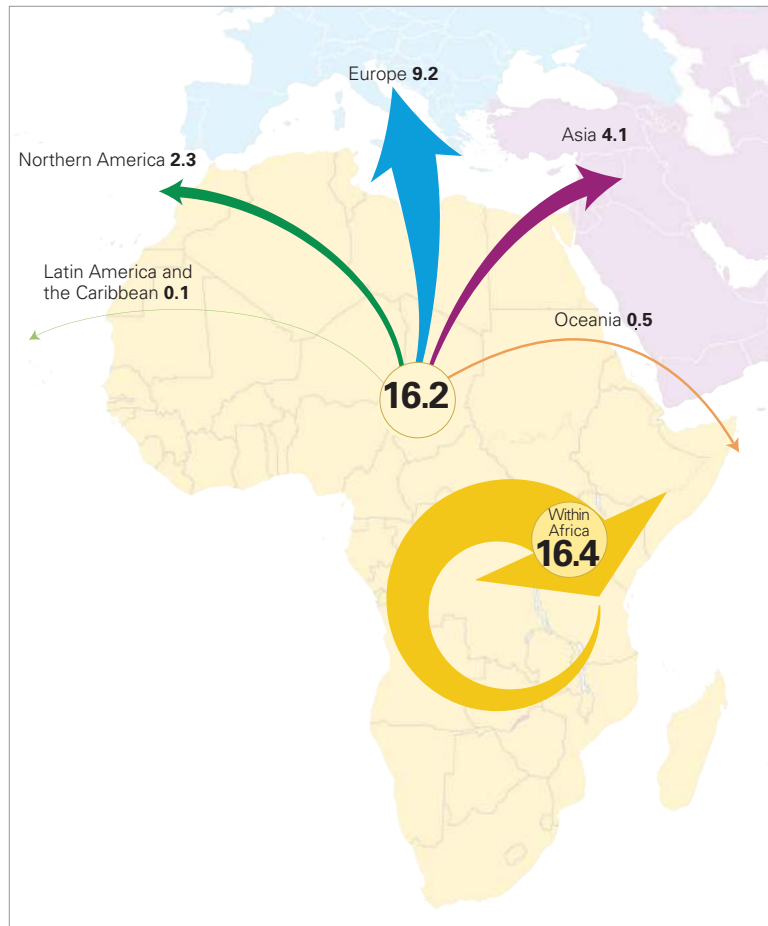 Europe 9.2
Asia 4.1
Northern America 2.3
Latin America and
the Caribbean 0.1
Oceania 0.5
16.2
Within
Africa
16.4